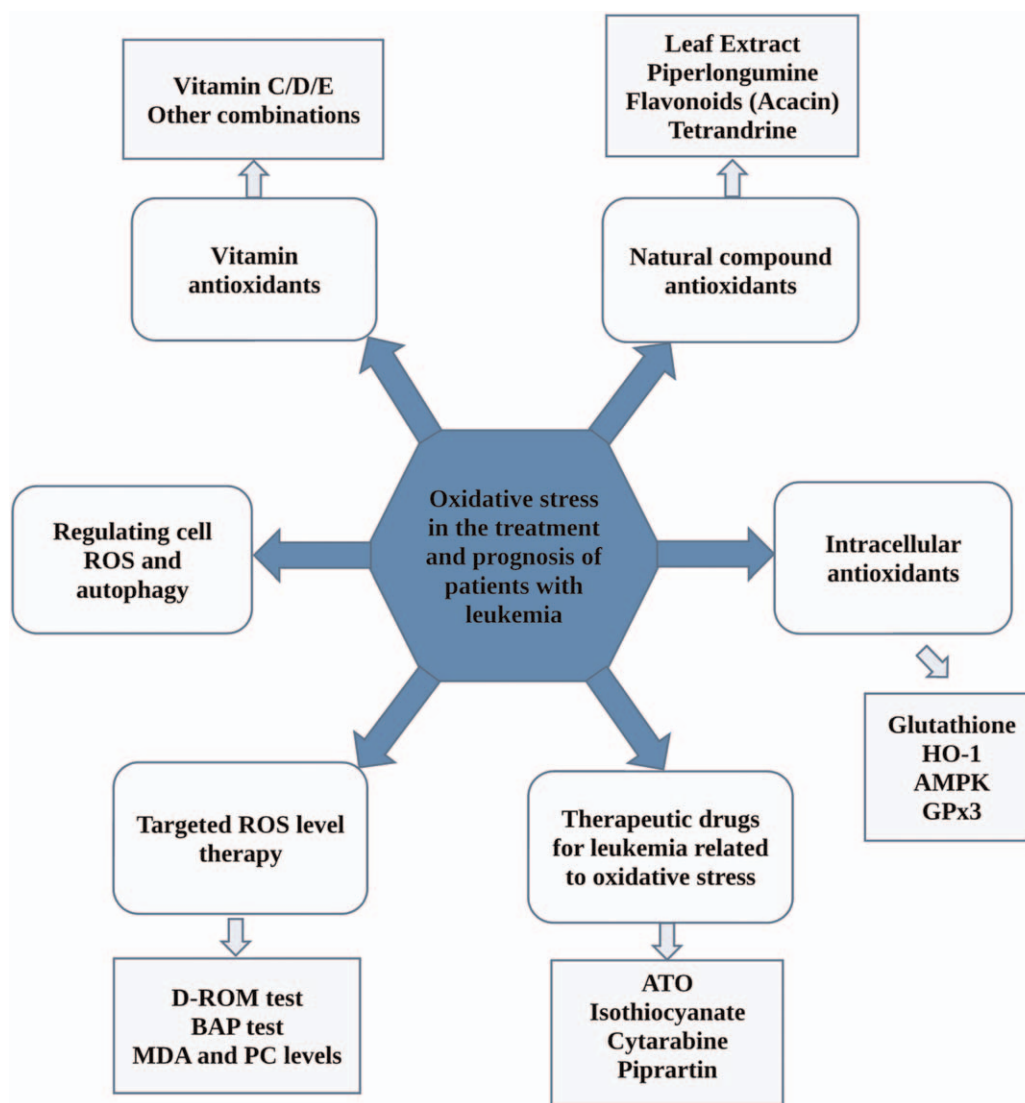 Vitamin C/D/E
Other combinations
Leaf Extract
Piperlongumine
Flavonoids (Acacin)
Tetrandrine
Vitamin
antioxidants
Natural compound
antioxidants
Oxidative stress
in the treatment
and prognosis of
patients with
leukemia
Regulating cell
ROS and
autophagy
Intracellular
antioxidants
Glutathione
HO-1
AMPK
GPx3
Targeted ROS level
therapy
Therapeutic drugs
for leukemia related
to oxidative stress
D-ROM test
BAP test
MDA and PC levels
ATO
Isothiocyanate
Cytarabine
Piprartin